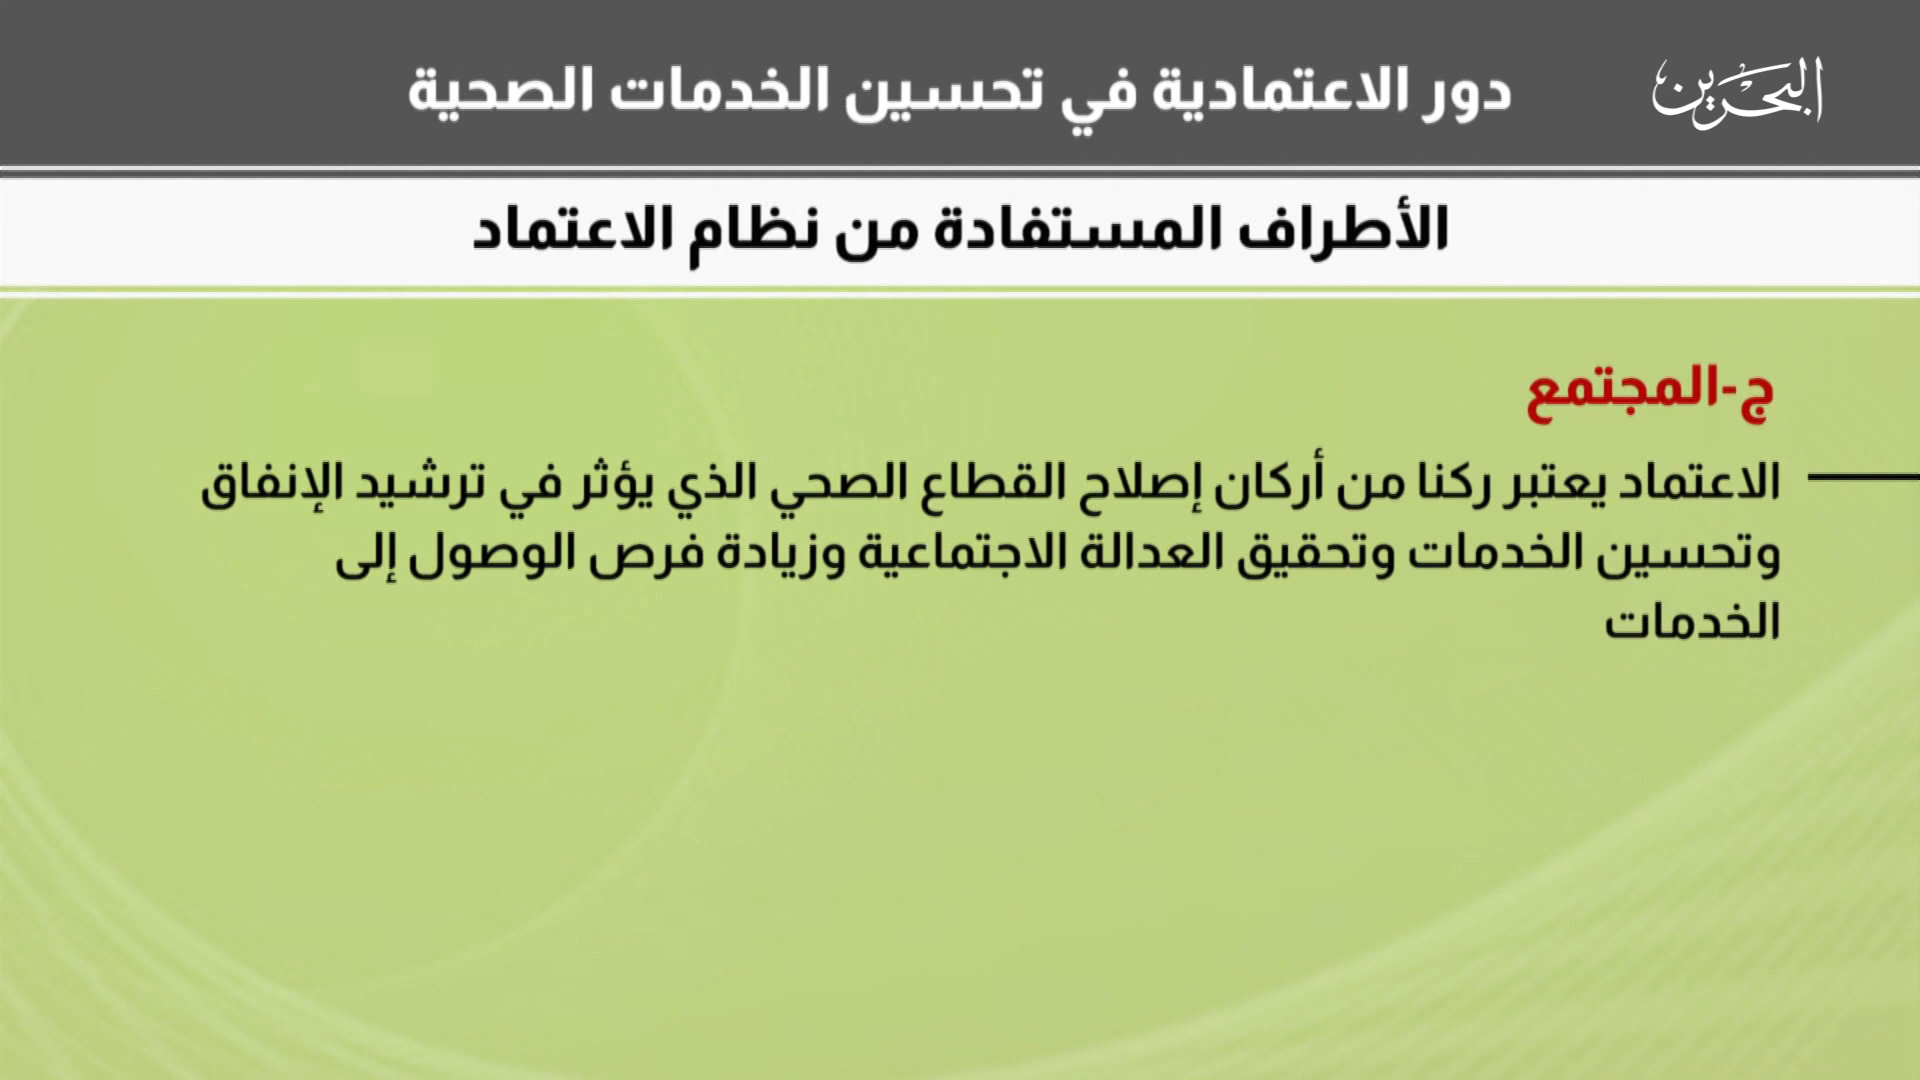 البحرين
دور الاعتمادية في تحسين الخدمات الصحية
الأطراف المستفادة من نظام الاعتماد
ج-المجتمع
الاعتماد يعتبر ركنا من أركان إصلاح القطاع الصحي الذي يؤثر في ترشيد الإنفاق
وتحسين الخدمات وتحقيق العدالة الاجتماعية وزيادة فرص الوصول إلى
الخدمات